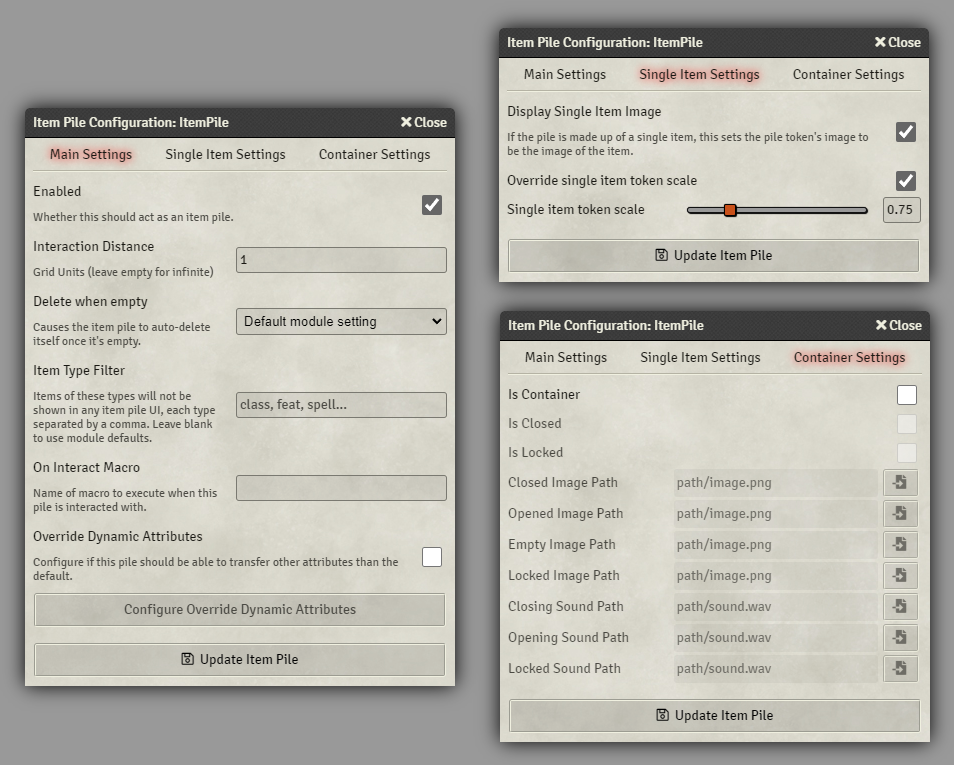 Item Pile Configuration: ItemPile
Close
Main Settings Single Item Settings Container Settings
Enabled
Whether this should act as an item pile.
Interaction Distance
Grid Units (leave empty for infinite)
1
Delete when empty
Causes the item pile to auto-delete
itself once it's empty.
Default module setting
Item Type Filter
Items of these types will not be
shown in any item pile UI, each type
separated by a comma. Leave blank
to use module defaults.
class, feat, spell...
On Interact Macro
Name of macro to execute when this
pile is interacted with.
Override Dynamic Attributes
Configure if this pile should be able to transfer other attributes than the
default.
Configure Override Dynamic Attributes
Update Item Pile
Item Pile Configuration: ItemPile
Close
Main Settings Single Item Settings Container Settings
Display Single Item Image
If the pile is made up of a single item, this sets the pile token's image to
be the image of the item.
Override single item token scale
Single item token scale 0.75
Update Item Pile
Item Pile Configuration: ItemPile
Close
Main Settings Single Item Settings Container Settings
Is Container
Is Closed
Is Locked
Closed Image Path path/image.png
Opened Image Path path/image.png
Empty Image Path path/image.png
Locked Image Path path/image.png
Closing Sound Path path/sound.wav
Opening Sound Path path/sound.wav
Locked Sound Path path/sound.wav
Update Item Pile